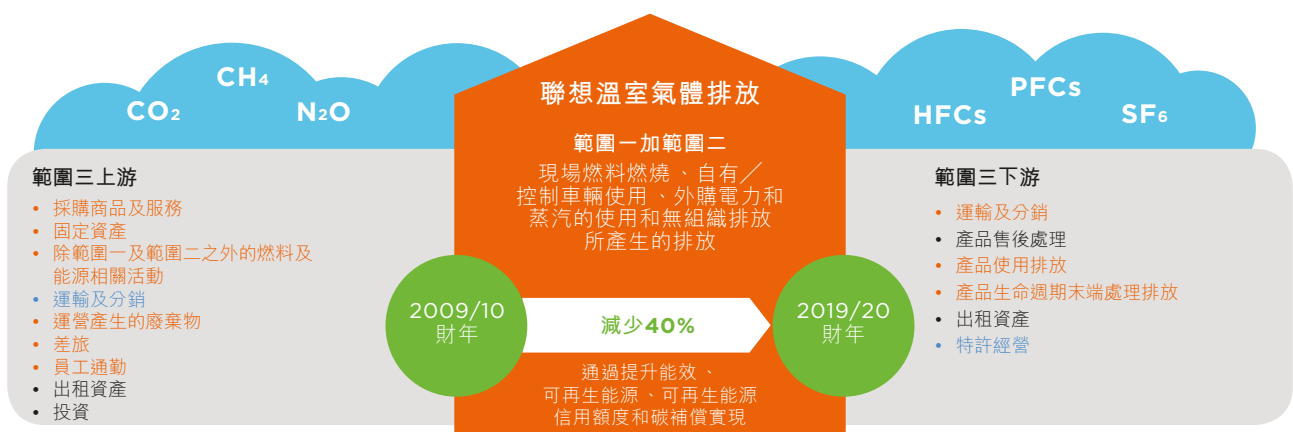 CH₄
CO₂
N₂O
聯想溫室氣體排放
範圍一加範圍二
現場燃料燃燒、自有／
控制車輛使用、外購電力和
蒸汽的使用和無組織排放
所產生的排放
PFCs
HFCs
SF₆
範圍三上游
• 採購商品及服務
• 固定資產
• 除範圍一及範圍二之外的燃料及
能源相關活動
• 運輸及分銷
• 運營產生的廢棄物
• 差旅
• 員工通勤
• 出租資產
• 投資
2009/10
財年
減少40%
2019/20
財年
通過提升能效、
可再生能源、可再生能源
信用額度和碳補償實現
範圍三下游
• 運輸及分銷
• 產品售後處理
• 產品使用排放
• 產品生命週期末端處理排放
• 出租資產
• 特許經營